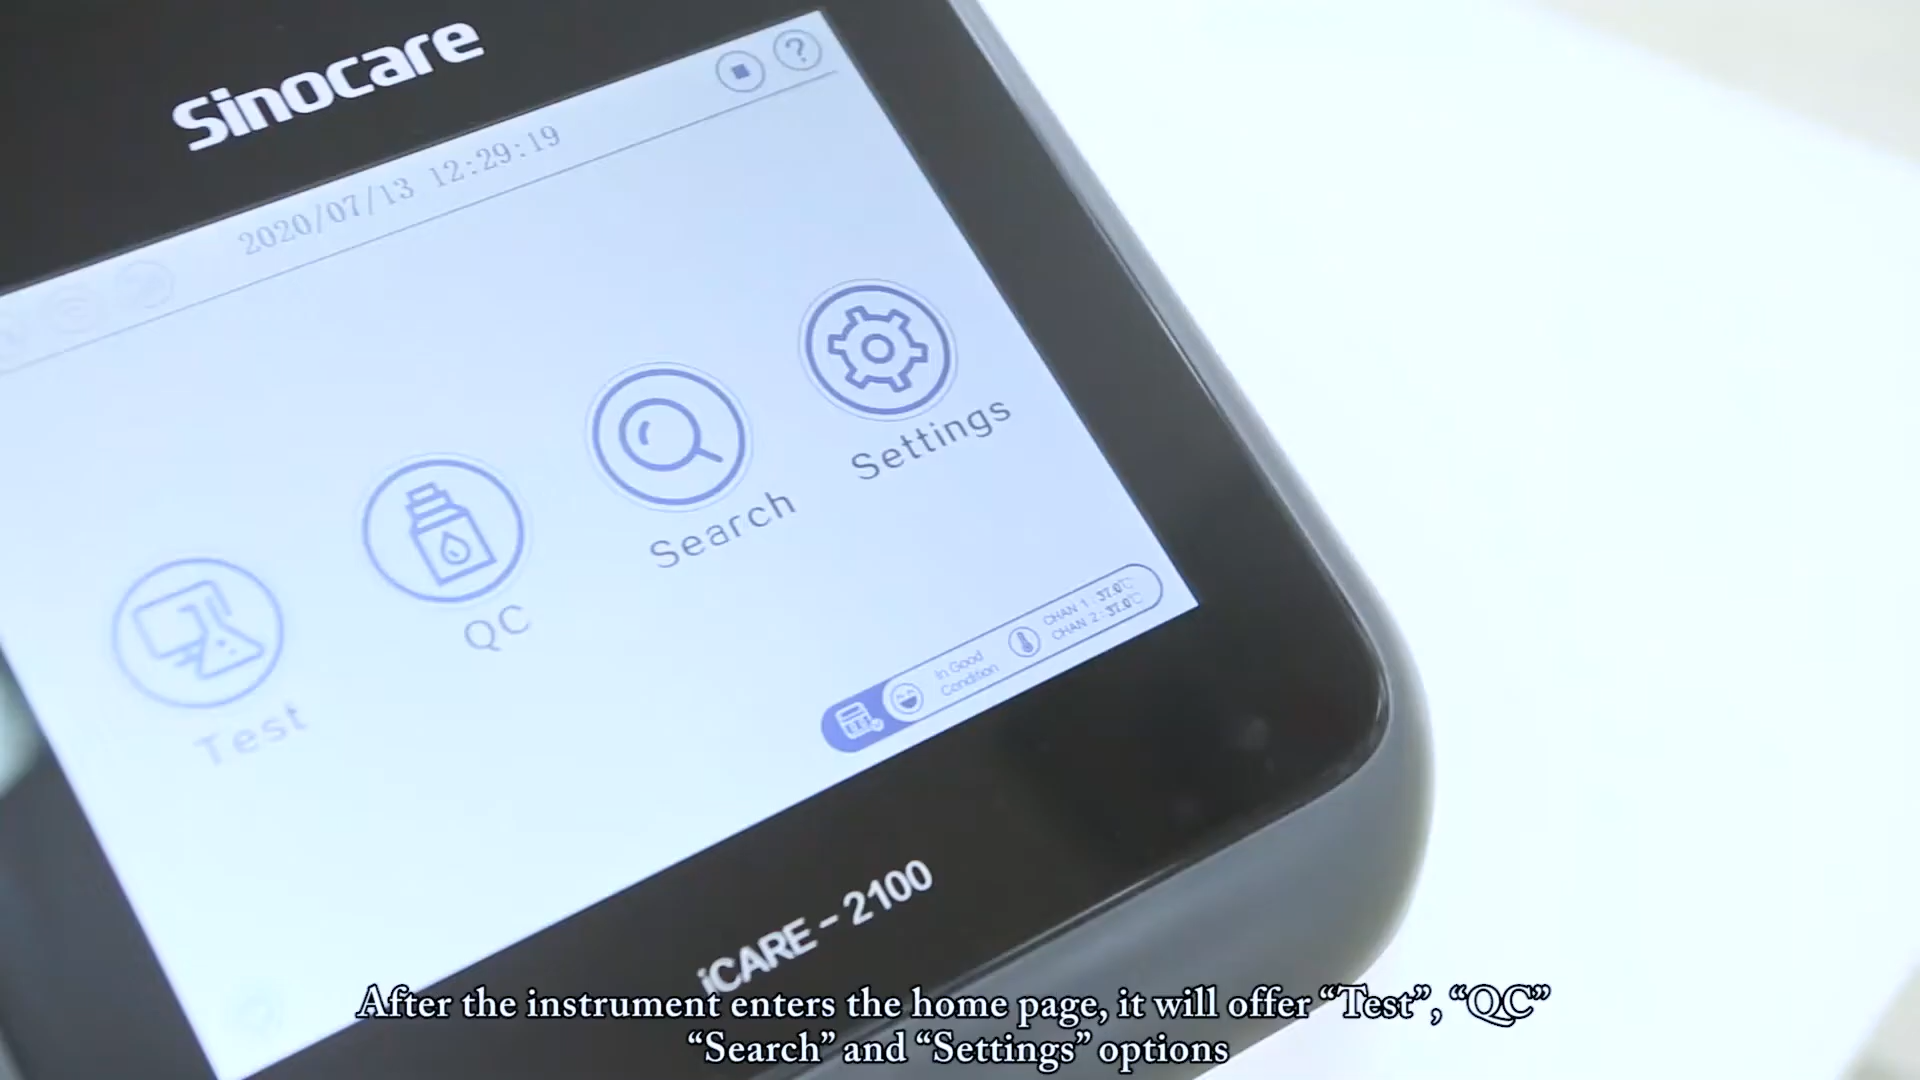 Sinocare
2020/07/13 12:29:19
Settings
Search
QC
Test
In Good
Condition
CHAN 1 : 37.0℃
CHAN 2 : 37.0℃
iCARE-2100
After the instrument enters the home page, it will offer “Test”, “QC”
“Search” and “Settings” options